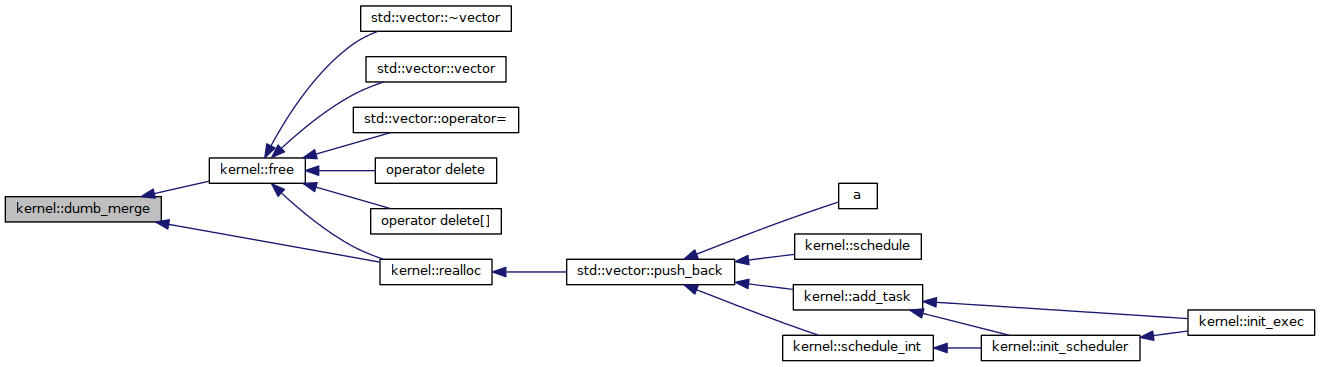 std::vector::~vector
std::vector::vector
std::vector::operator=
kernel::free
operator delete
kernel::dumb_merge
operator delete[]
a
kernel::schedule
kernel::realloc
std::vector::push_back
kernel::add_task
kernel::init_exec
kernel::schedule_int
kernel::init_scheduler